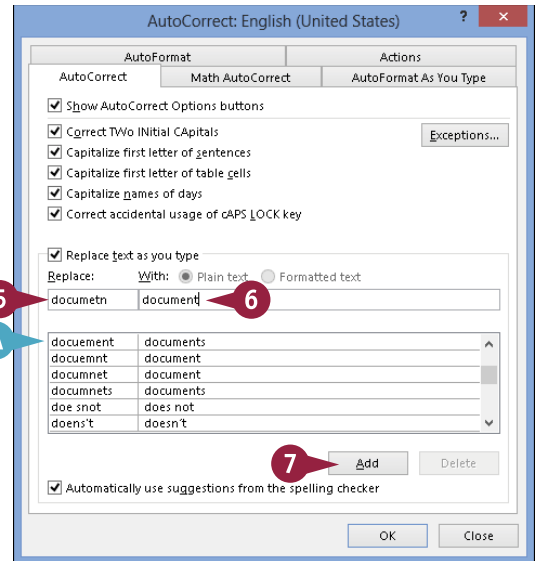 AutoCorrect: English (United States) ? ×
AutoFormat Actions
AutoCorrect Math AutoCorrect AutoFormat As You Type
Show AutoCorrect Options buttons
Correct TWo INitial CApitals Exceptions...
Capitalize first letter of sentences
Capitalize first letter of table cells
Capitalize names of days
Correct accidental usage of cAPS LOCK key
Replace text as you type
Replace: With: Plain text Formatted text
5 documetn document 6
A docuement documents
docuemnt document
documnet document
documnets documents
doe snot does not
doens't doesn't
7 Add Delete
Automatically use suggestions from the spelling checker
OK Close